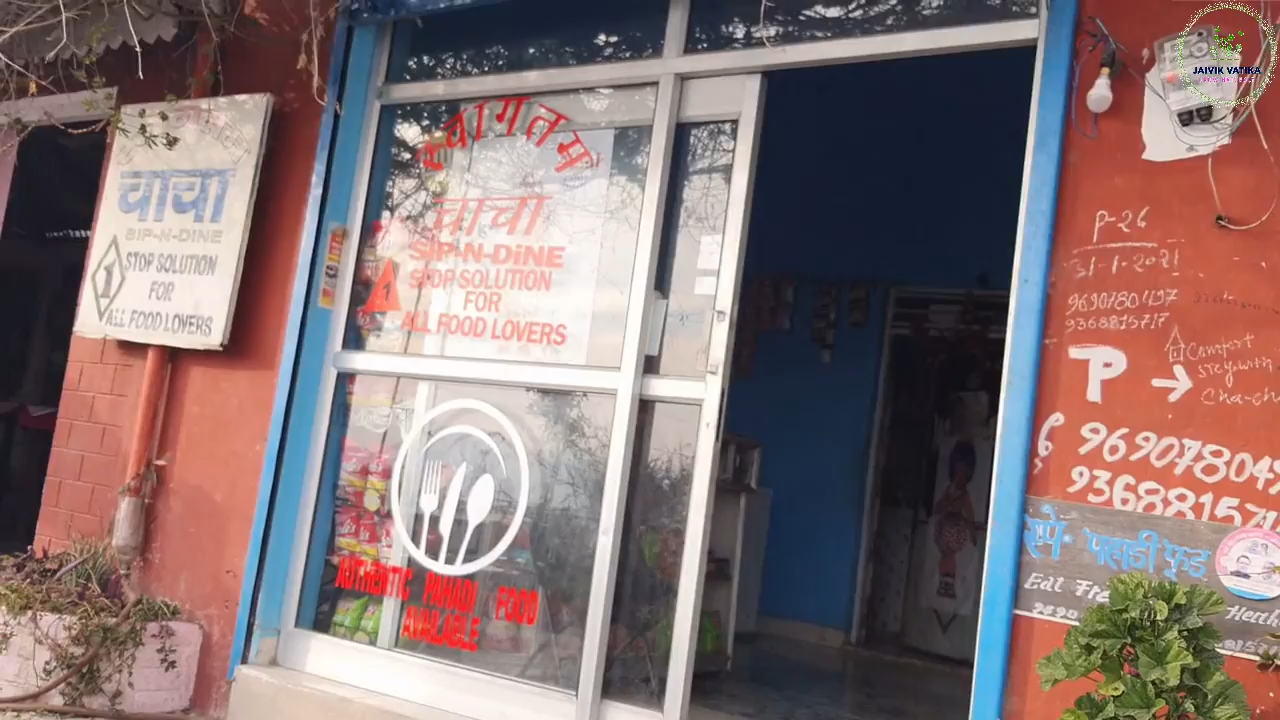 चाचा
SIP-N-DINE
1 STOP SOLUTION
FOR
ALL FOOD LOVERS
स्वागतम
चाचा
SIP-N-DiNE
1 STOP SOLUTION
FOR
ALL FOOD LOVERS
AUTHENTIC PAHADI FOOD
AVAILABLE
JAIVIK VATIKA
P-26
31-1-2021
9690780497
9368815717
P
Comfort
stay with
Cha-cha
969078049
936881571
पहाडी फूड
Eat